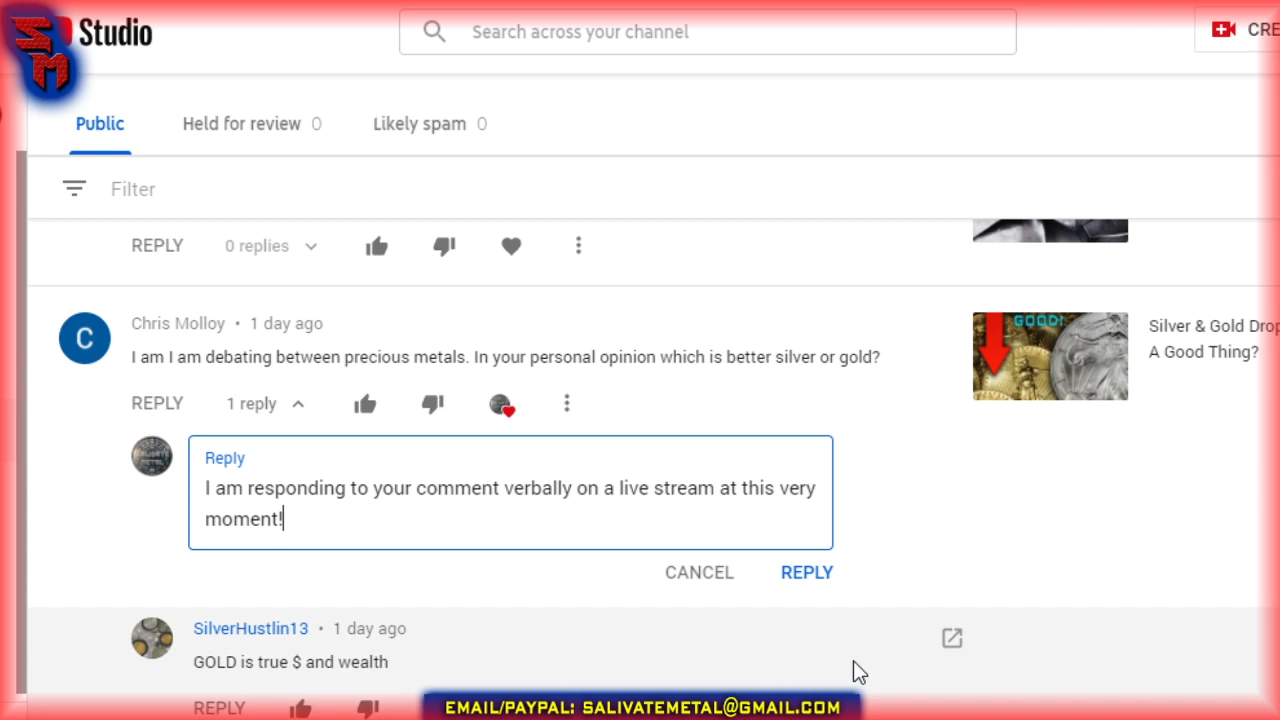 SM Studio
Search across your channel
CRE
Public
Held for review 0
Likely spam 0
Filter
REPLY 0 replies
Chris Molloy • 1 day ago
I am I am debating between precious metals. In your personal opinion which is better silver or gold?
GOOD!
Silver & Gold Drop
A Good Thing?
REPLY 1 reply
Reply
I am responding to your comment verbally on a live stream at this very
moment!
CANCEL REPLY
SilverHustlin13 • 1 day ago
GOLD is true $ and wealth
REPLY
EMAIL/PAYPAL: SALIVATEMETAL@GMAIL.COM